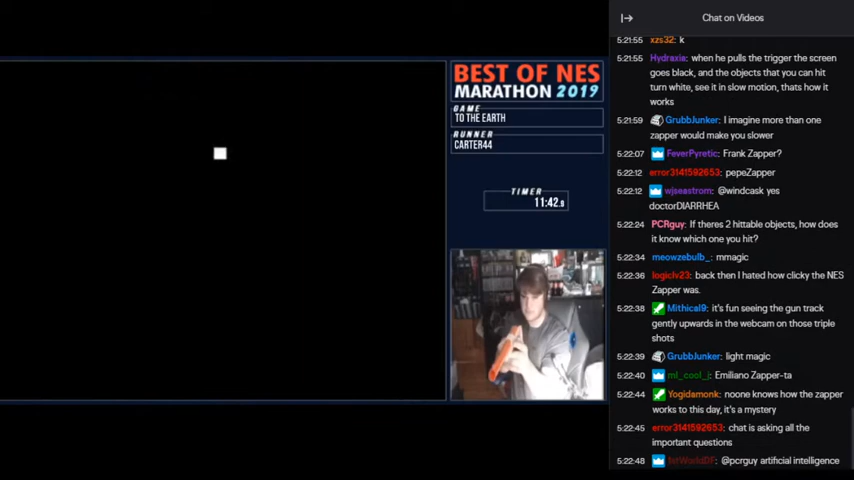 Chat on Videos
BEST OF NES
MARATHON 2019
GAME
TO THE EARTH
RUNNER
CARTER44
TIMER
11:42.9
5:21:55 xzs32: k
5:21:55 Hydraxia: when he pulls the trigger the screen
goes black, and the objects that you can hit
turn white, see it in slow motion, thats how it
works
5:21:59 GrubbJunker: I imagine more than one
zapper would make you slower
5:22:07 FeverPyretic: Frank Zapper?
5:22:12 error3141592653: pepeZapper
5:22:12 wjseastrom: @windcask yes
doctorDIARRHEA
5:22:24 PCRguy: If theres 2 hittable objects, how does
it know which one you hit?
5:22:34 meowzebulb_: mmagic
5:22:36 logiclv23: back then I hated how clicky the NES
Zapper was.
5:22:38 Mithical9: it's fun seeing the gun track
gently upwards in the webcam on those triple
shots
5:22:39 GrubbJunker: light magic
5:22:40 ml_cool_j: Emiliano Zapper-ta
5:22:44 Yogidamonk: noone knows how the zapper
works to this day, it's a mystery
5:22:45 error3141592653: chat is asking all the
important questions
5:22:48 1stWorldDF: @pcrguy artificial intelligence